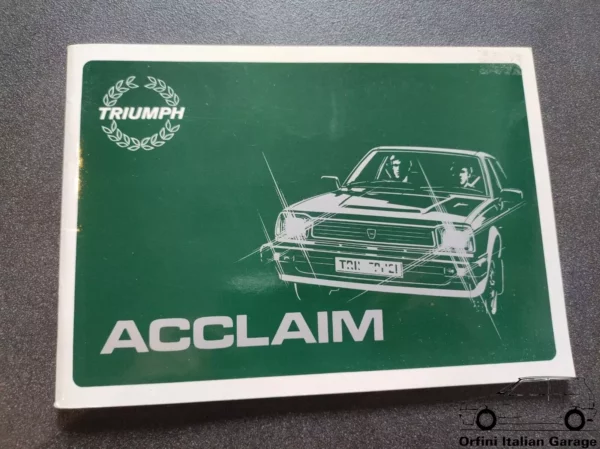 TRIUMPH
ACCLAIM
Orfini Italian Garage